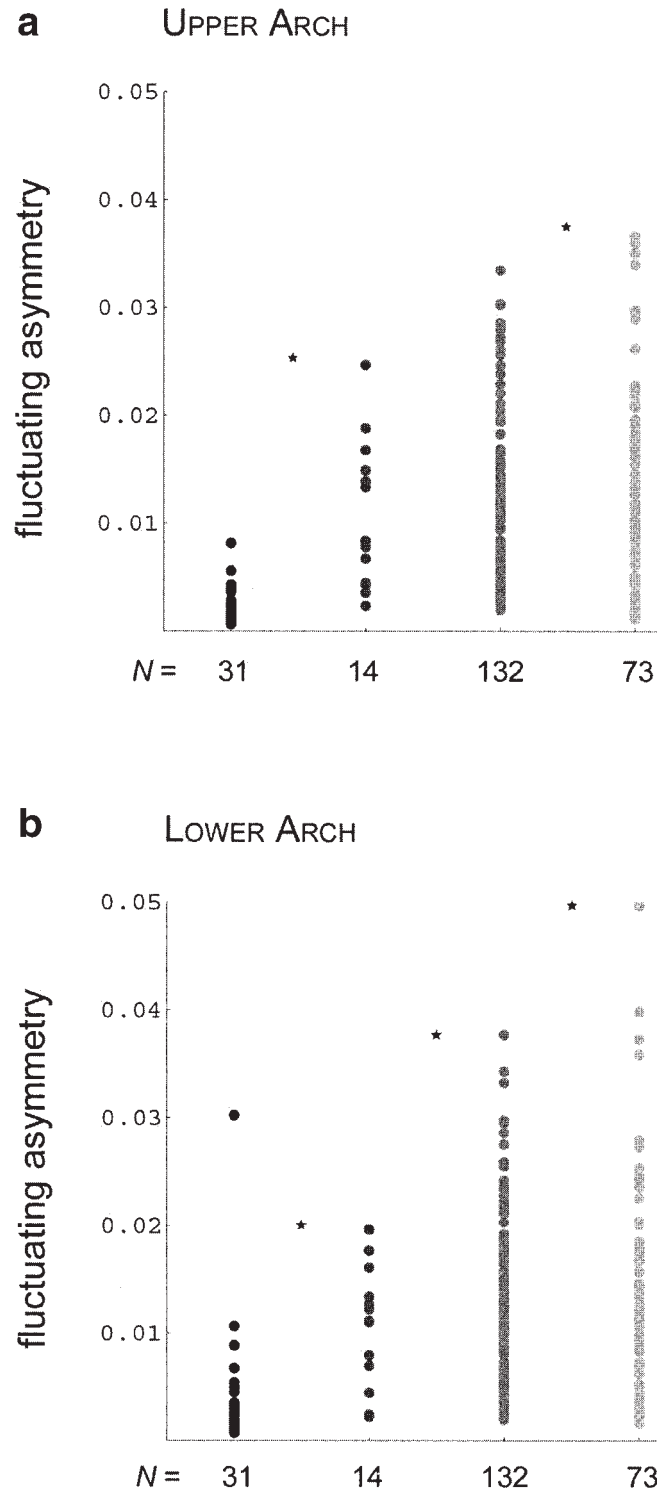 a UPPER ARCH
fluctuating asymmetry
0.05
0.04
0.03
0.02
0.01
N = 31 14 132 73
b LOWER ARCH
fluctuating asymmetry
0.05
0.04
0.03
0.02
0.01
N = 31 14 132 73